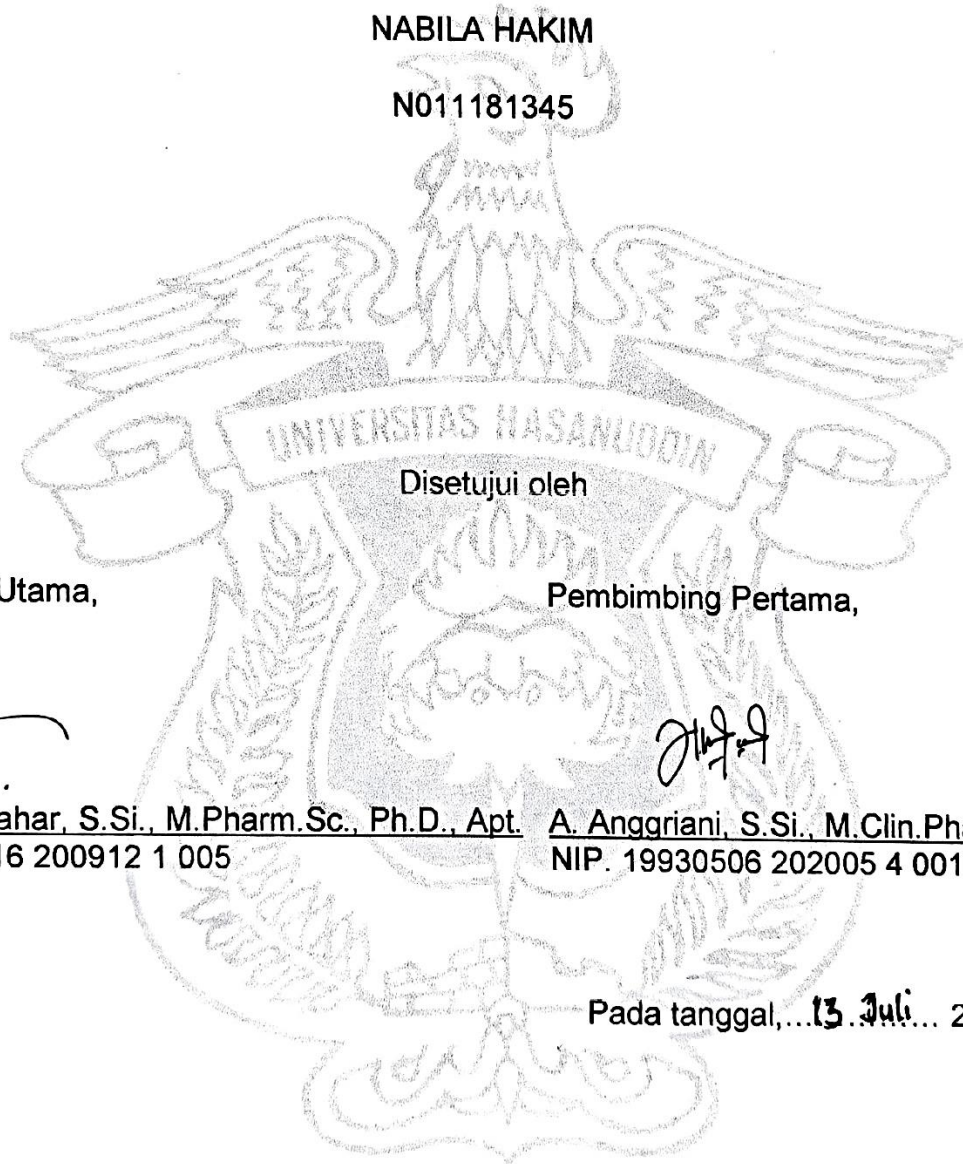 NABILA HAKIM
N011181345
UNIVERSITAS HASANUDDIN
Disetujui oleh
Utama,
Pembimbing Pertama,
ahar, S.Si., M.Pharm.Sc., Ph.D., Apt. A. Anggriani, S.Si., M.Clin.Pha
16 200912 1 005 NIP. 19930506 202005 4 001
Pada tanggal,...13 Juli... 2